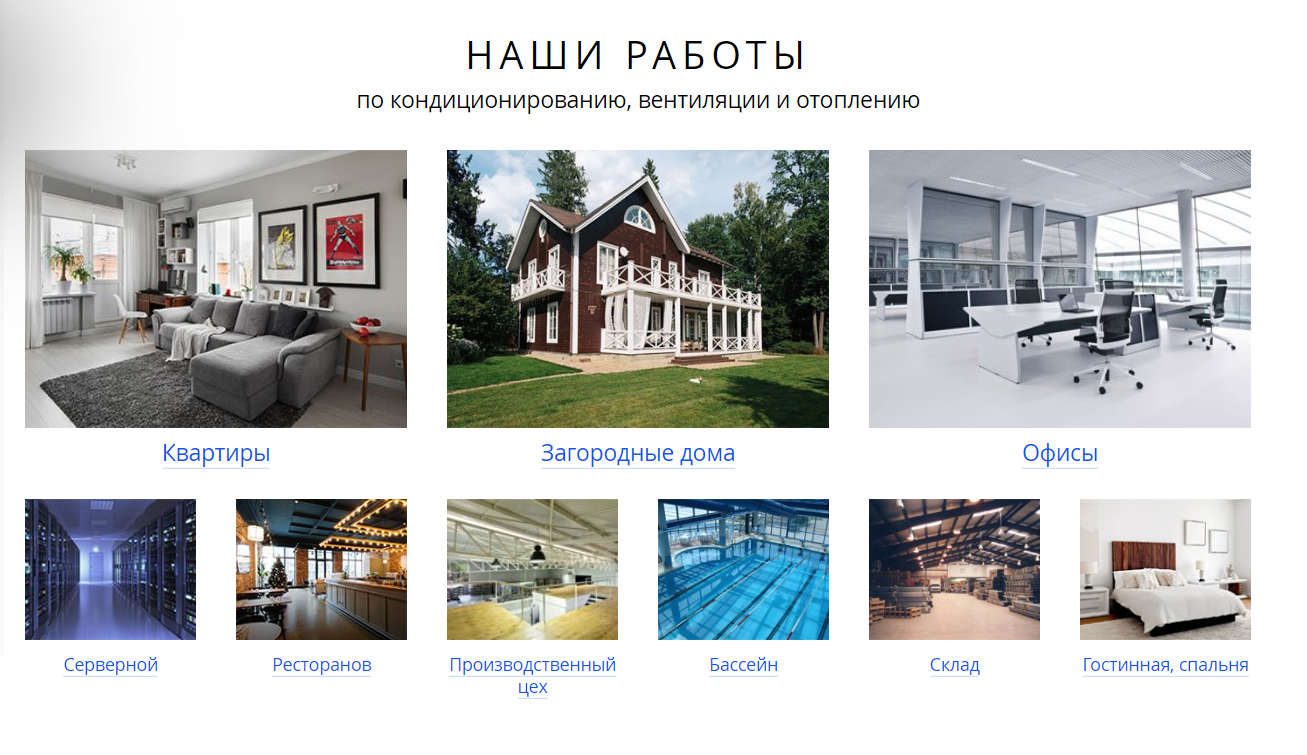 НАШИ РАБОТЫ
по кондиционированию, вентиляции и отоплению
Квартиры
Загородные дома
Офисы
Серверной
Ресторанов
Производственный
цех
Бассейн
Склад
Гостинная, спальня